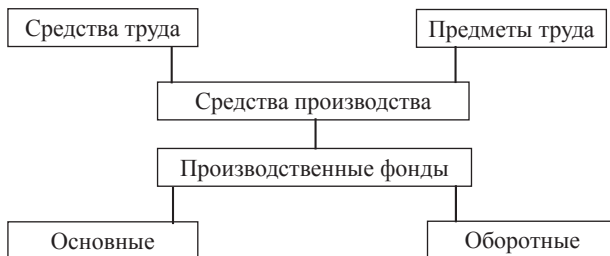 Средства труда
Предметы труда
Средства производства
Производственные фонды
Основные
Оборотные